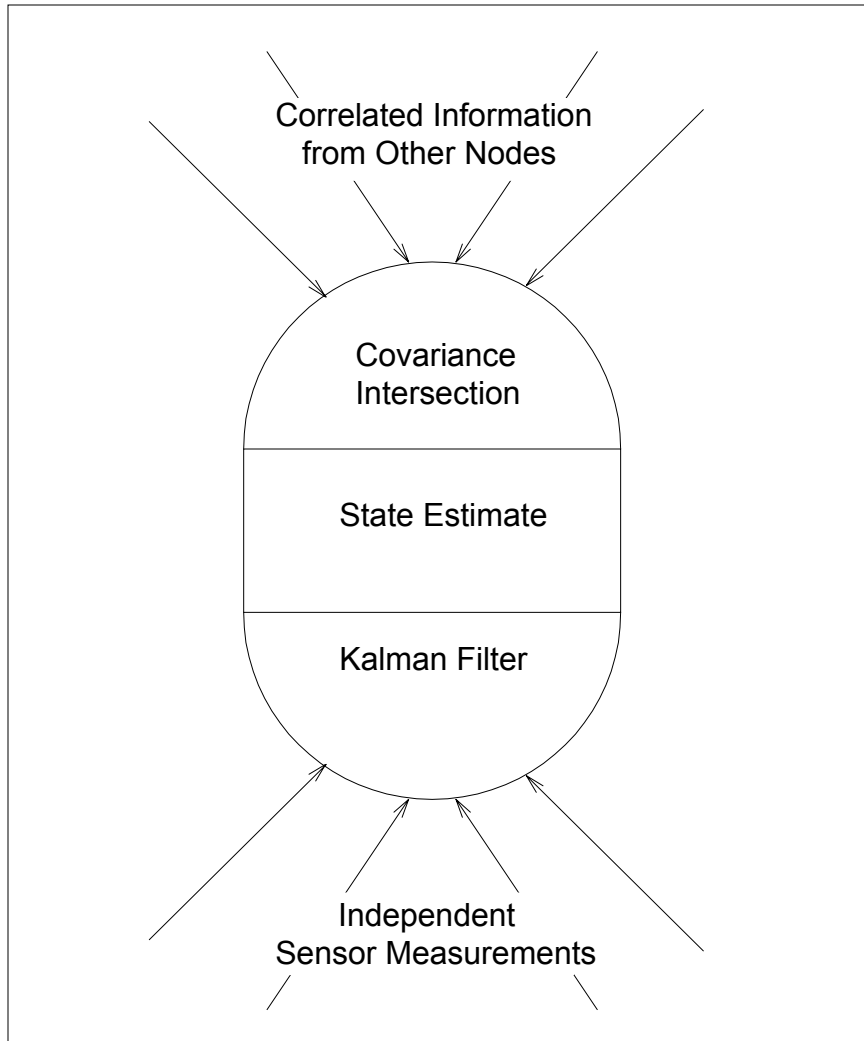 Correlated Information
from Other Nodes
Covariance
Intersection
State Estimate
Kalman Filter
Independent
Sensor Measurements